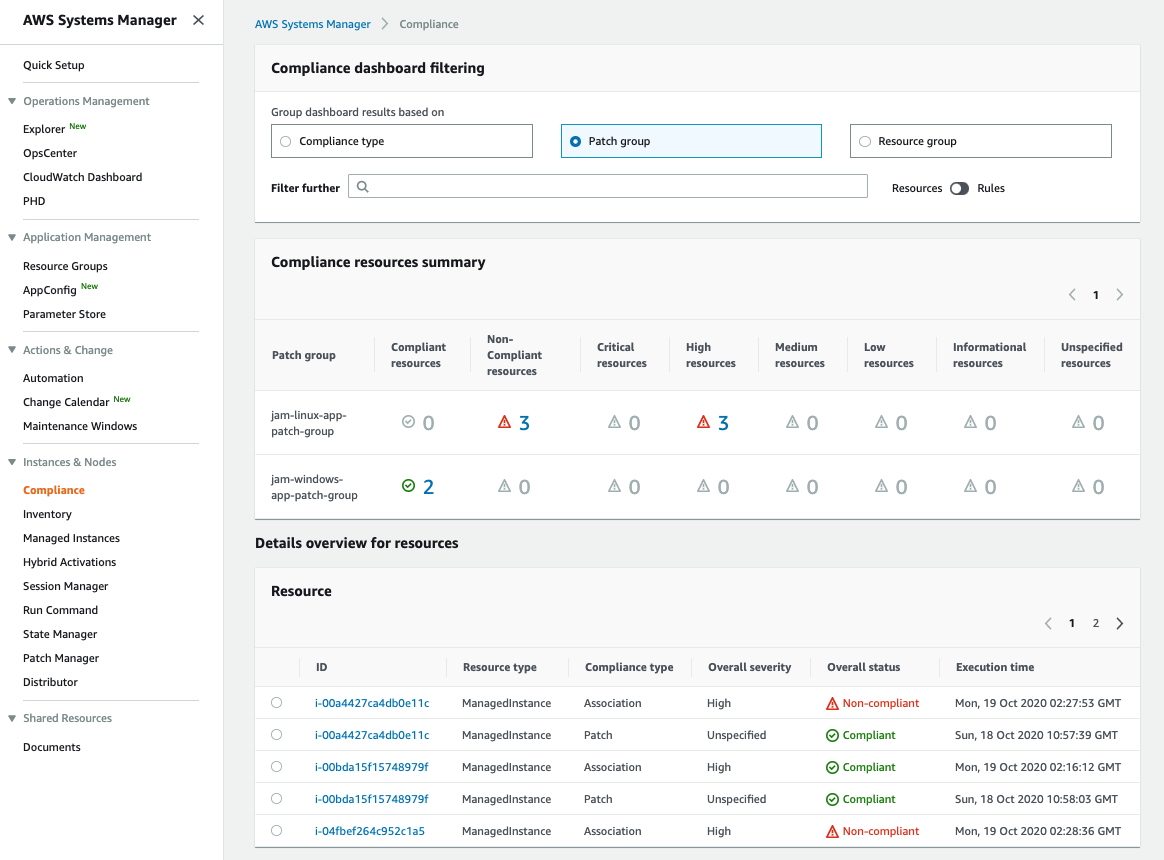 AWS Systems Manager
Quick Setup
Operations Management
Explorer New
OpsCenter
CloudWatch Dashboard
PHD
Application Management
Resource Groups
AppConfig New
Parameter Store
Actions & Change
Automation
Change Calendar New
Maintenance Windows
Instances & Nodes
Compliance
Inventory
Managed Instances
Hybrid Activations
Session Manager
Run Command
State Manager
Patch Manager
Distributor
Shared Resources
Documents
AWS Systems Manager > Compliance
Compliance dashboard filtering
Group dashboard results based on
Compliance type Patch group Resource group
Filter further Resources Rules
Compliance resources summary
1
Patch group Compliant resources Non-Compliant resources Critical resources High resources Medium resources Low resources Informational resources Unspecified resources
jam-linux-app-patch-group 0 3 0 3 0 0 0 0
jam-windows-app-patch-group 2 0 0 0 0 0 0 0
Details overview for resources
Resource
1 2
ID Resource type Compliance type Overall severity Overall status Execution time
i-00a4427ca4db0e11c ManagedInstance Association High Non-compliant Mon, 19 Oct 2020 02:27:53 GMT
i-00a4427ca4db0e11c ManagedInstance Patch Unspecified Compliant Sun, 18 Oct 2020 10:57:39 GMT
i-00bda15f15748979f ManagedInstance Association High Compliant Mon, 19 Oct 2020 02:16:12 GMT
i-00bda15f15748979f ManagedInstance Patch Unspecified Compliant Sun, 18 Oct 2020 10:58:03 GMT
i-04fbef264c952c1a5 ManagedInstance Association High Non-compliant Mon, 19 Oct 2020 02:28:36 GMT